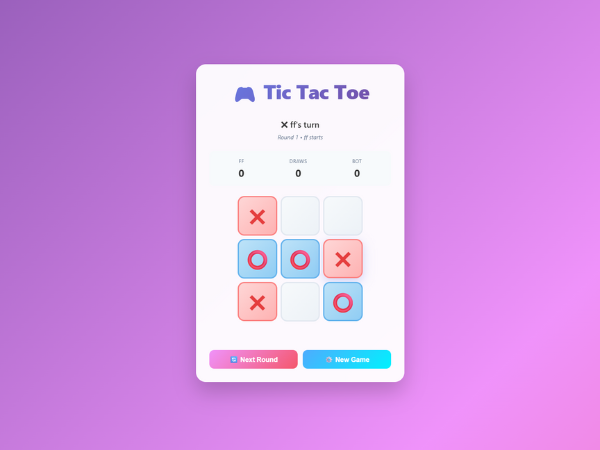 Tic Tac Toe
❌ ff's turn
Round 1 • ff starts
FF DRAWS BOT
0 0 0
Next Round New Game